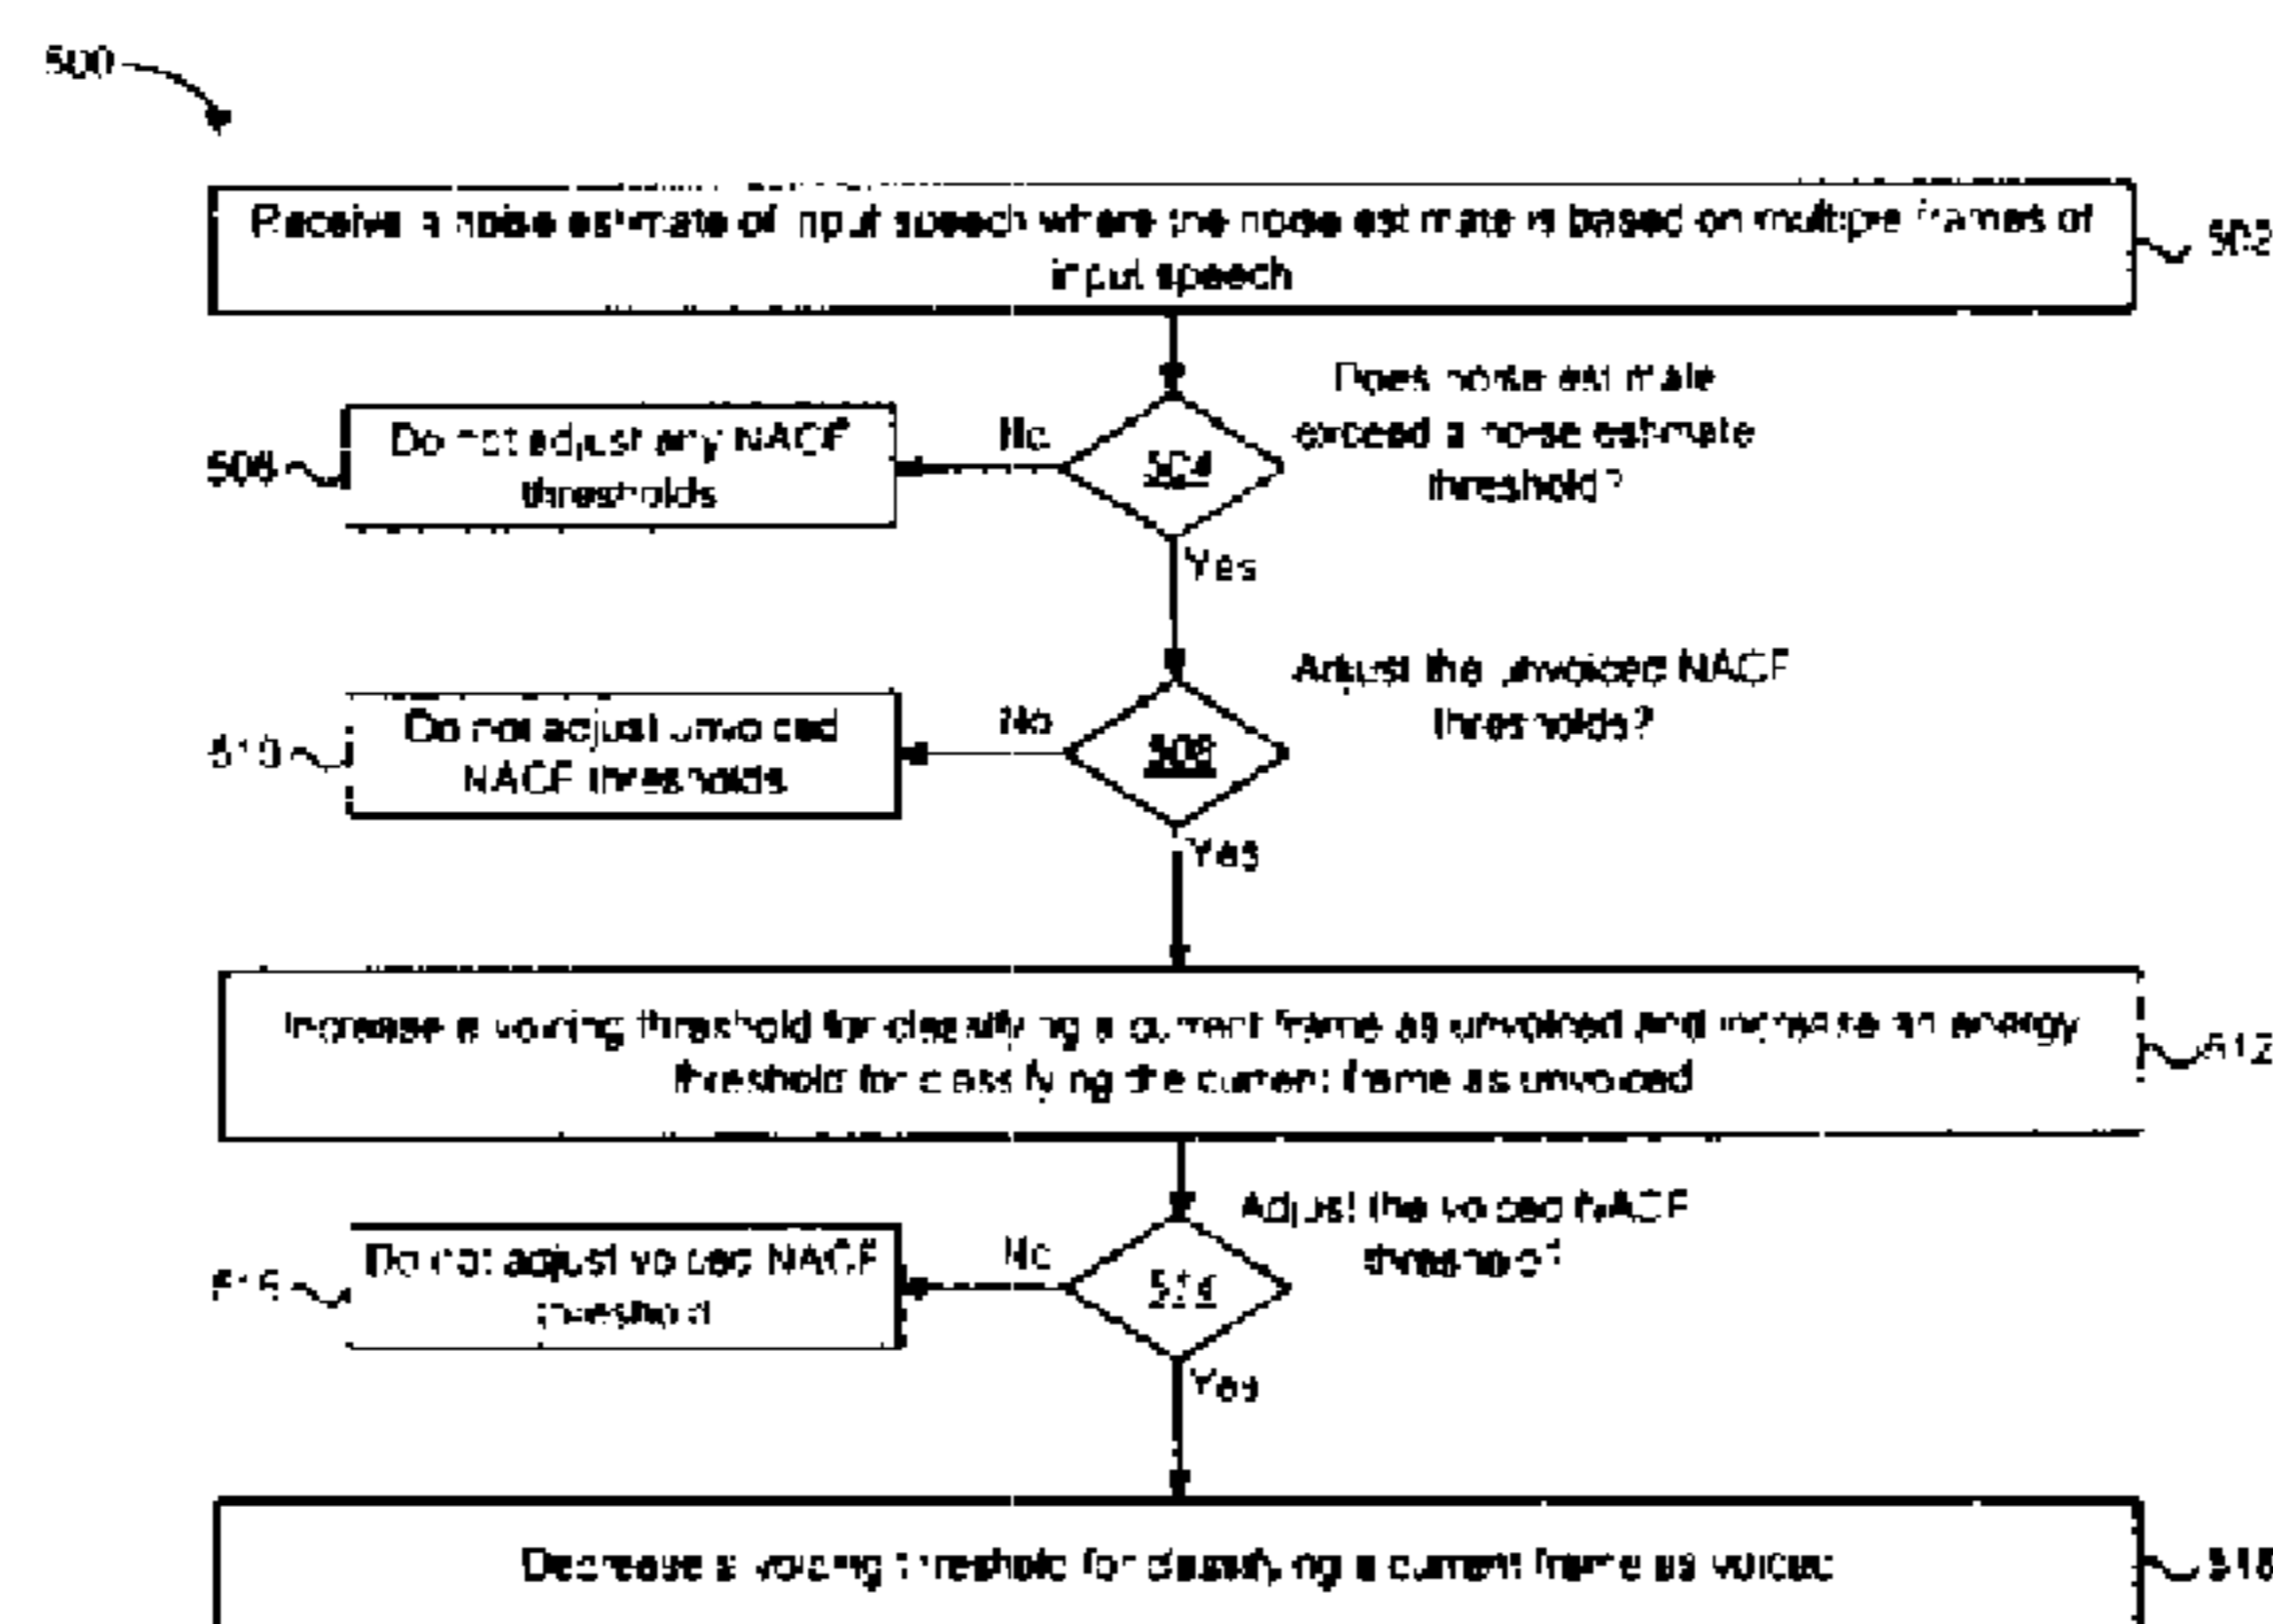 500
Receive a noise estimate of input speech where the noise estimate is based on multiple frames of
input speech
502
Does noise estimate
exceed a noise estimate
threshold?
504
No
Do not adjust any NACF
thresholds
506
Yes
Adjust the unvoiced NACF
thresholds?
508
No
Do not adjust unvoiced
NACF thresholds
510
Yes
Increase a voicing threshold for classifying a current frame as unvoiced and increase an energy
threshold for classifying the current frame as unvoiced
512
Adjust the voiced NACF
threshold?
514
No
Do not adjust voiced NACF
threshold
516
Yes
Decrease a voicing threshold for classifying a current frame as voiced
518